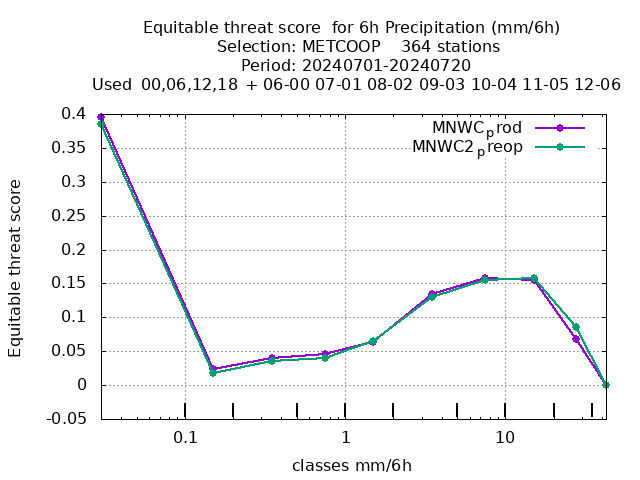 Equitable threat score  for 6h Precipitation (mm/6h)
Selection: METCOOP    364 stations
Period: 20240701-20240720
Used  00,06,12,18  + 06-00 07-01 08-02 09-03 10-04 11-05 12-06
MNWCprod
MNWC2preop
0.4
0.35
0.3
0.25
0.2
0.15
0.1
0.05
0
-0.05
Equitable threat score
0.1
1
10
classes mm/6h